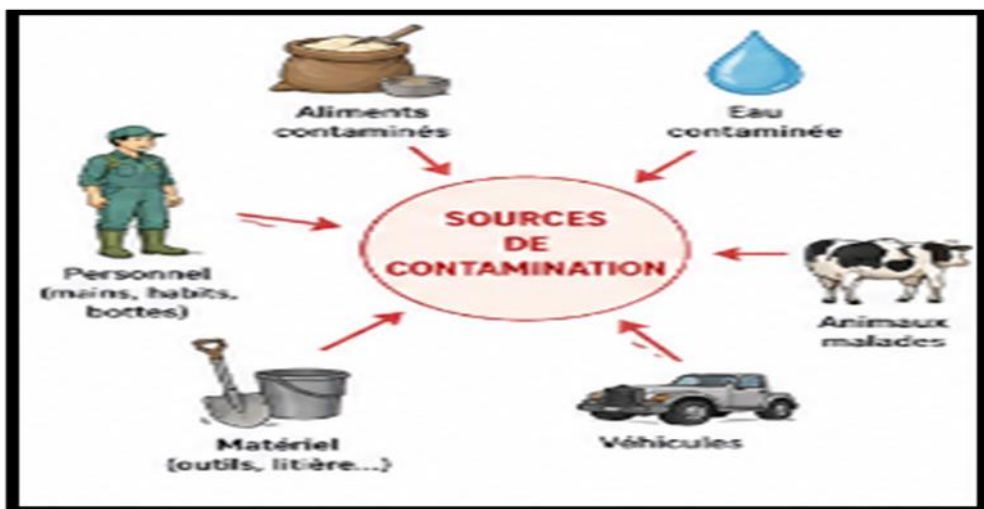 Aliments
contaminés
Eau
contaminée
Personnel
(mains, habits,
bottes)
SOURCES
DE
CONTAMINATION
Animaux
malades
Matériel
(outils, litière...)
Véhicules